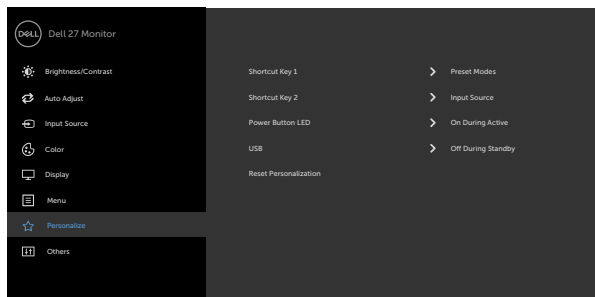 DELL Dell 27 Monitor
Brightness/Contrast
Auto Adjust
Input Source
Color
Display
Menu
Personalize
Others
Shortcut Key 1 Preset Modes
Shortcut Key 2 Input Source
Power Button LED On During Active
USB Off During Standby
Reset Personalization